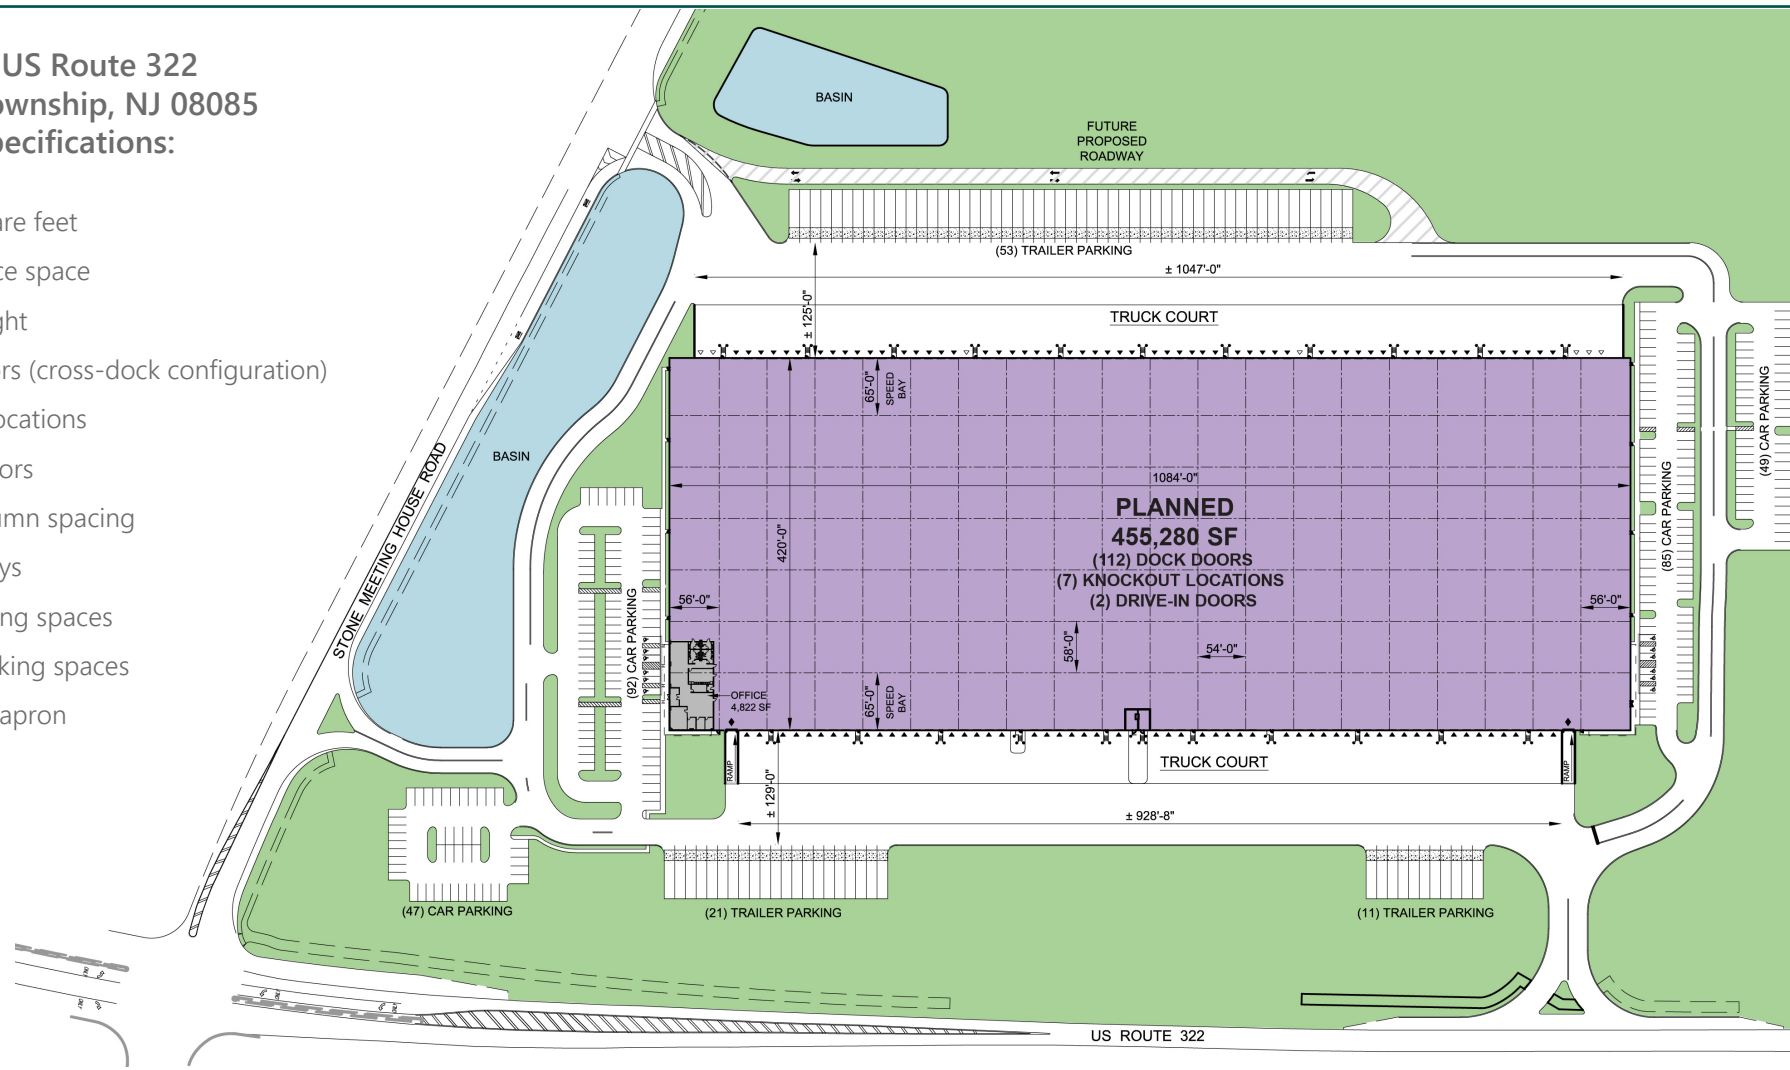 US Route 322
ownship, NJ 08085
pecifications:
are feet
ce space
ght
ors (cross-dock configuration)
ocations
ors
umn spacing
ys
ing spaces
king spaces
apron
BASIN
FUTURE
PROPOSED
ROADWAY
(53) TRAILER PARKING
± 1047'-0"
± 125'-0"
TRUCK COURT
65'-0"
SPEED
BAY
BASIN
STONE MEETING HOUSE ROAD
1084'-0"
420'-0"
PLANNED
455,280 SF
(112) DOCK DOORS
(7) KNOCKOUT LOCATIONS
(2) DRIVE-IN DOORS
(49) CAR PARKING
(85) CAR PARKING
(92) CAR PARKING
56'-0"
56'-0"
58'-0"
54'-0"
OFFICE
4,822 SF
65'-0"
SPEED
BAY
RAMP
RAMP
TRUCK COURT
± 129'-0"
± 928'-8"
(47) CAR PARKING
(21) TRAILER PARKING
(11) TRAILER PARKING
US ROUTE 322